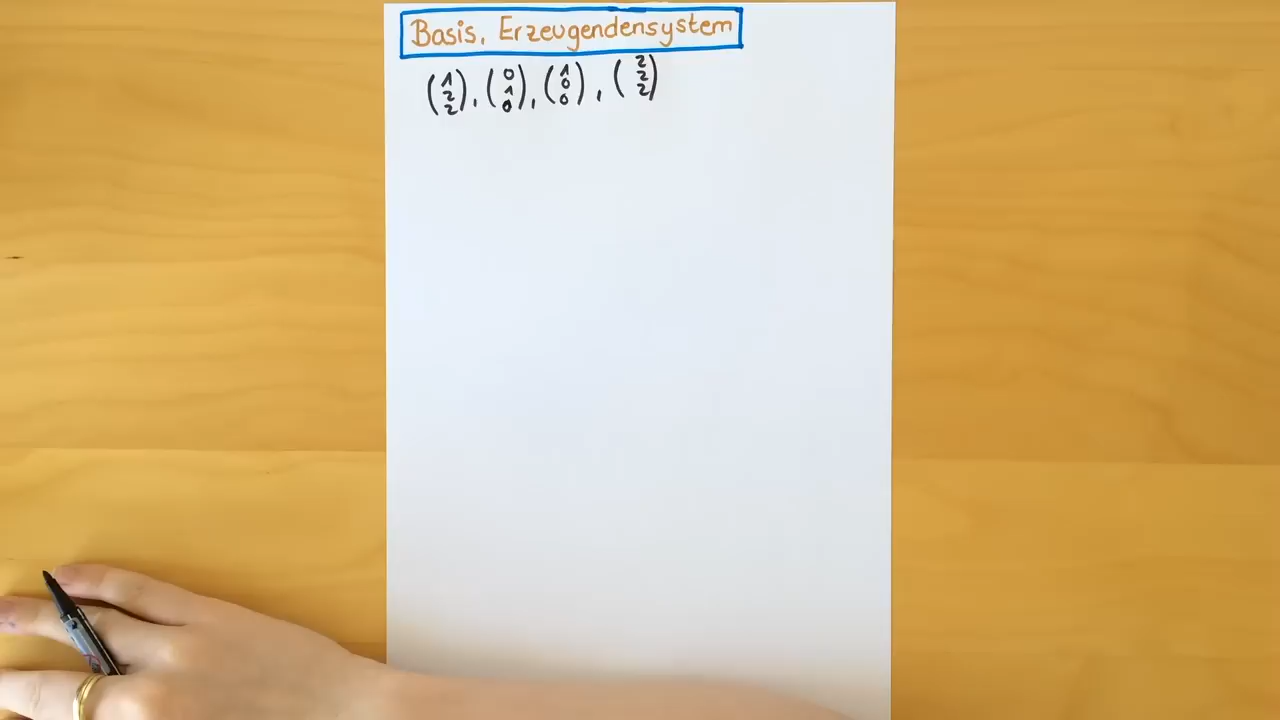 Basis, Erzeugendensystem
(1 2 2), (0 1 0), (1 0 0), (2 2 2)